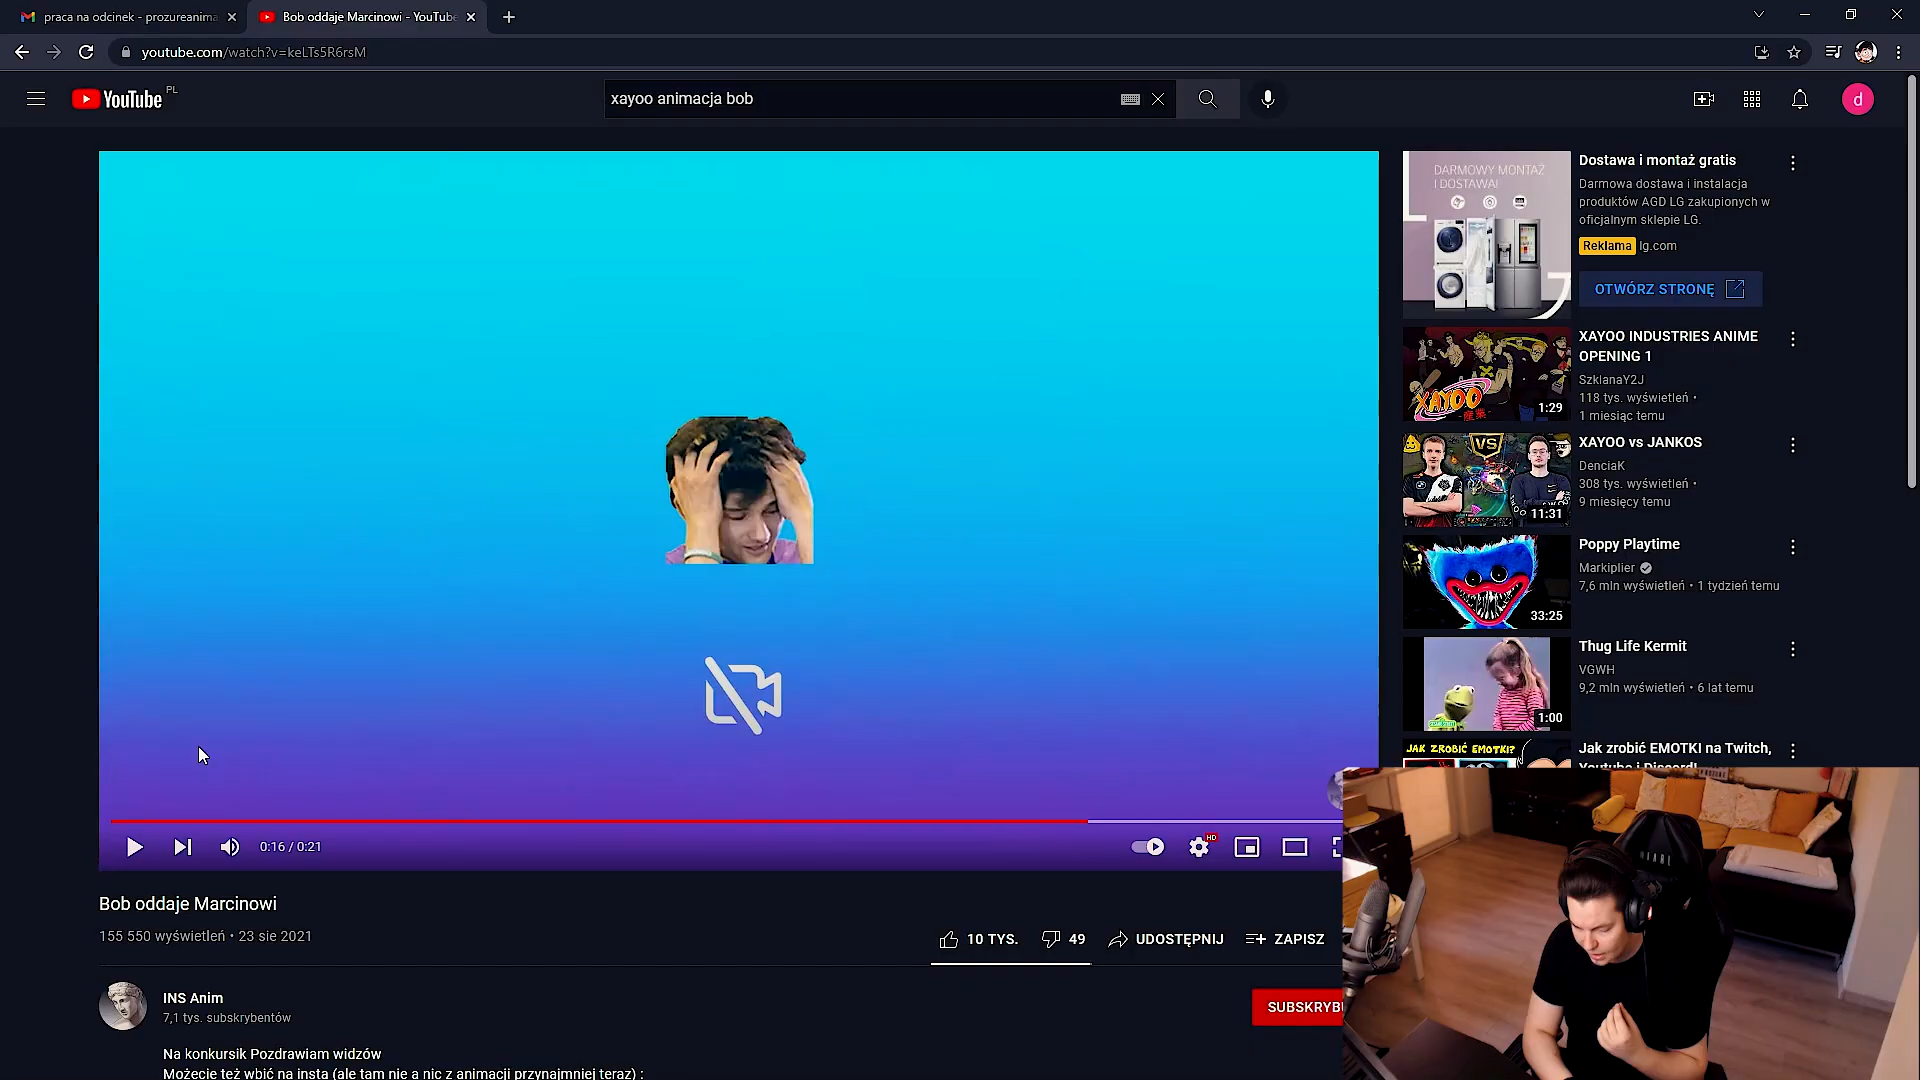 praca na odcinek - prozureanima
Bob oddaje Marcinowi - YouTube
youtube.com/watch?v=keLTs5R6rsM
YouTube PL
xayoo animacja bob
d
DARMOWY MONTAŻ
I DOSTAWA!
Dostawa i montaż gratis
Darmowa dostawa i instalacja
produktów AGD LG zakupionych w
oficjalnym sklepie LG.
Reklama lg.com
OTWÓRZ STRONĘ
XAYOO
1:29
XAYOO INDUSTRIES ANIME
OPENING 1
SzklanaY2J
118 tys. wyświetleń •
1 miesiąc temu
VS
11:31
XAYOO vs JANKOS
DenciaK
308 tys. wyświetleń •
9 miesięcy temu
33:25
Poppy Playtime
Markiplier
7,6 mln wyświetleń • 1 tydzień temu
1:00
Thug Life Kermit
VGWH
9,2 mln wyświetleń • 6 lat temu
JAK ZROBIĆ EMOTKI?
Jak zrobić EMOTKI na Twitch,
Youtube i Discord!
0:16 / 0:21
HD
Bob oddaje Marcinowi
155 550 wyświetleń • 23 sie 2021
10 TYS.
49
UDOSTĘPNIJ
ZAPISZ
INS Anim
7,1 tys. subskrybentów
SUBSKRYB
Na konkursik Pozdrawiam widzów
Możecie też wbić na insta (ale tam nie a nic z animacji przynajmniej teraz) :